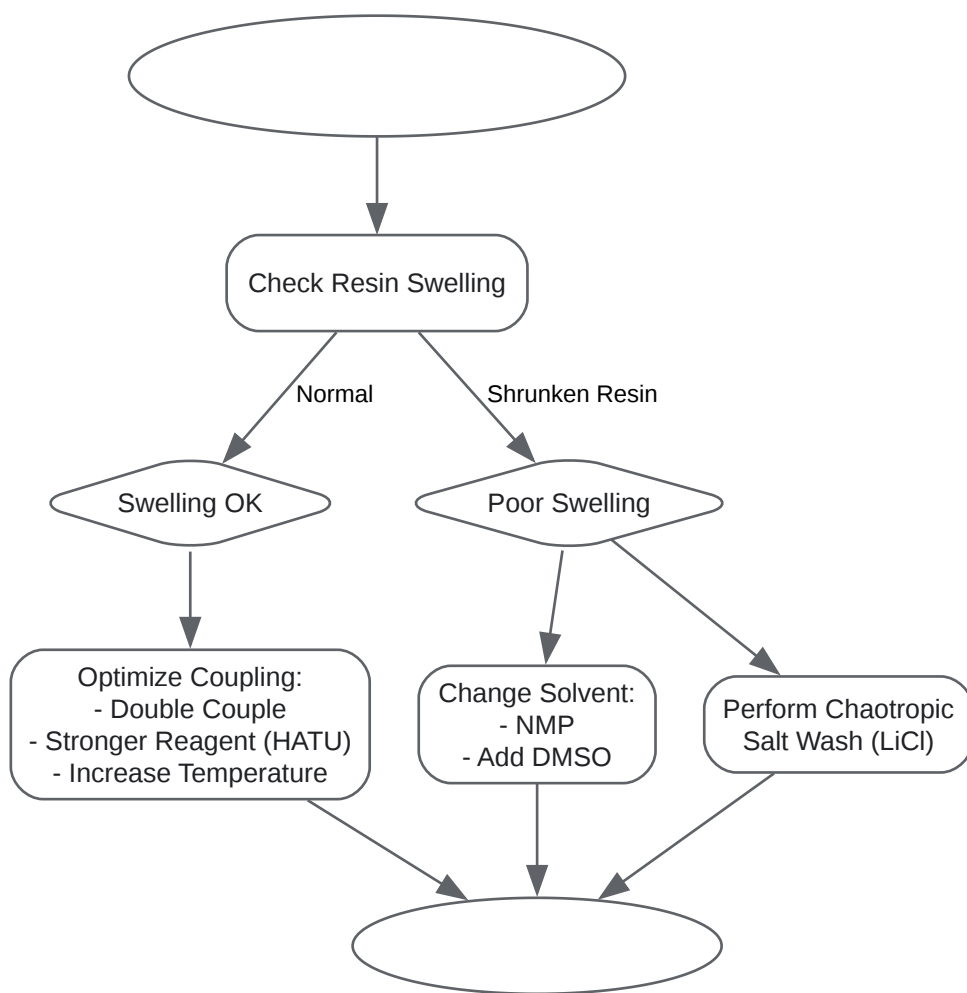 Check Resin Swelling
Normal
Shrunken Resin
Swelling OK
Poor Swelling
Optimize Coupling:
- Double Couple
- Stronger Reagent (HATU)
- Increase Temperature
Change Solvent:
- NMP
- Add DMSO
Perform Chaotropic
Salt Wash (LiCl)